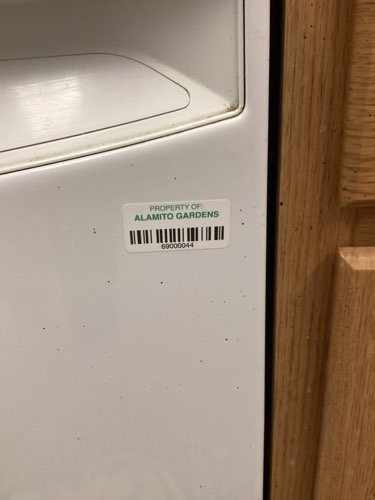 PROPERTY OF:
ALAMITO GARDENS
69000044